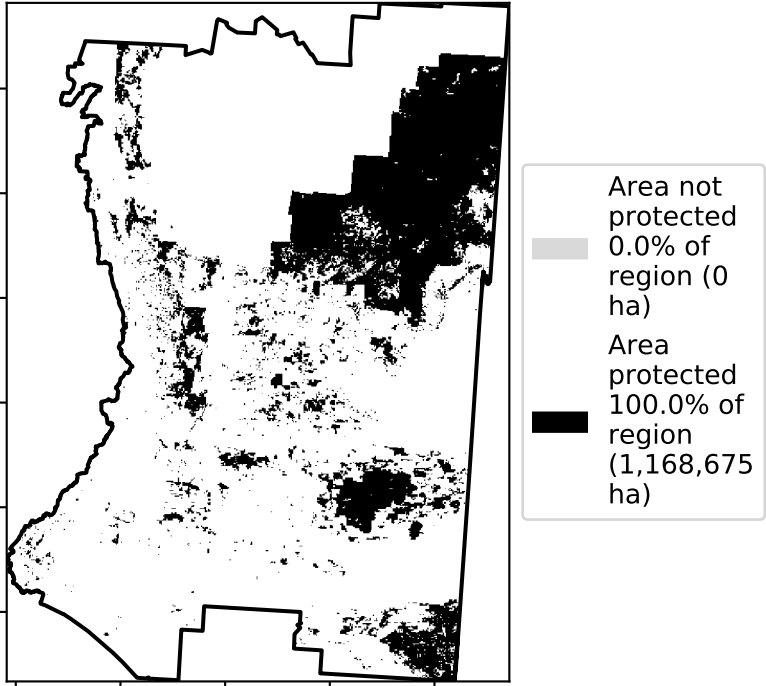 Area not
protected
0.0% of
region (0
ha)
Area
protected
100.0% of
region
(1,168,675
ha)